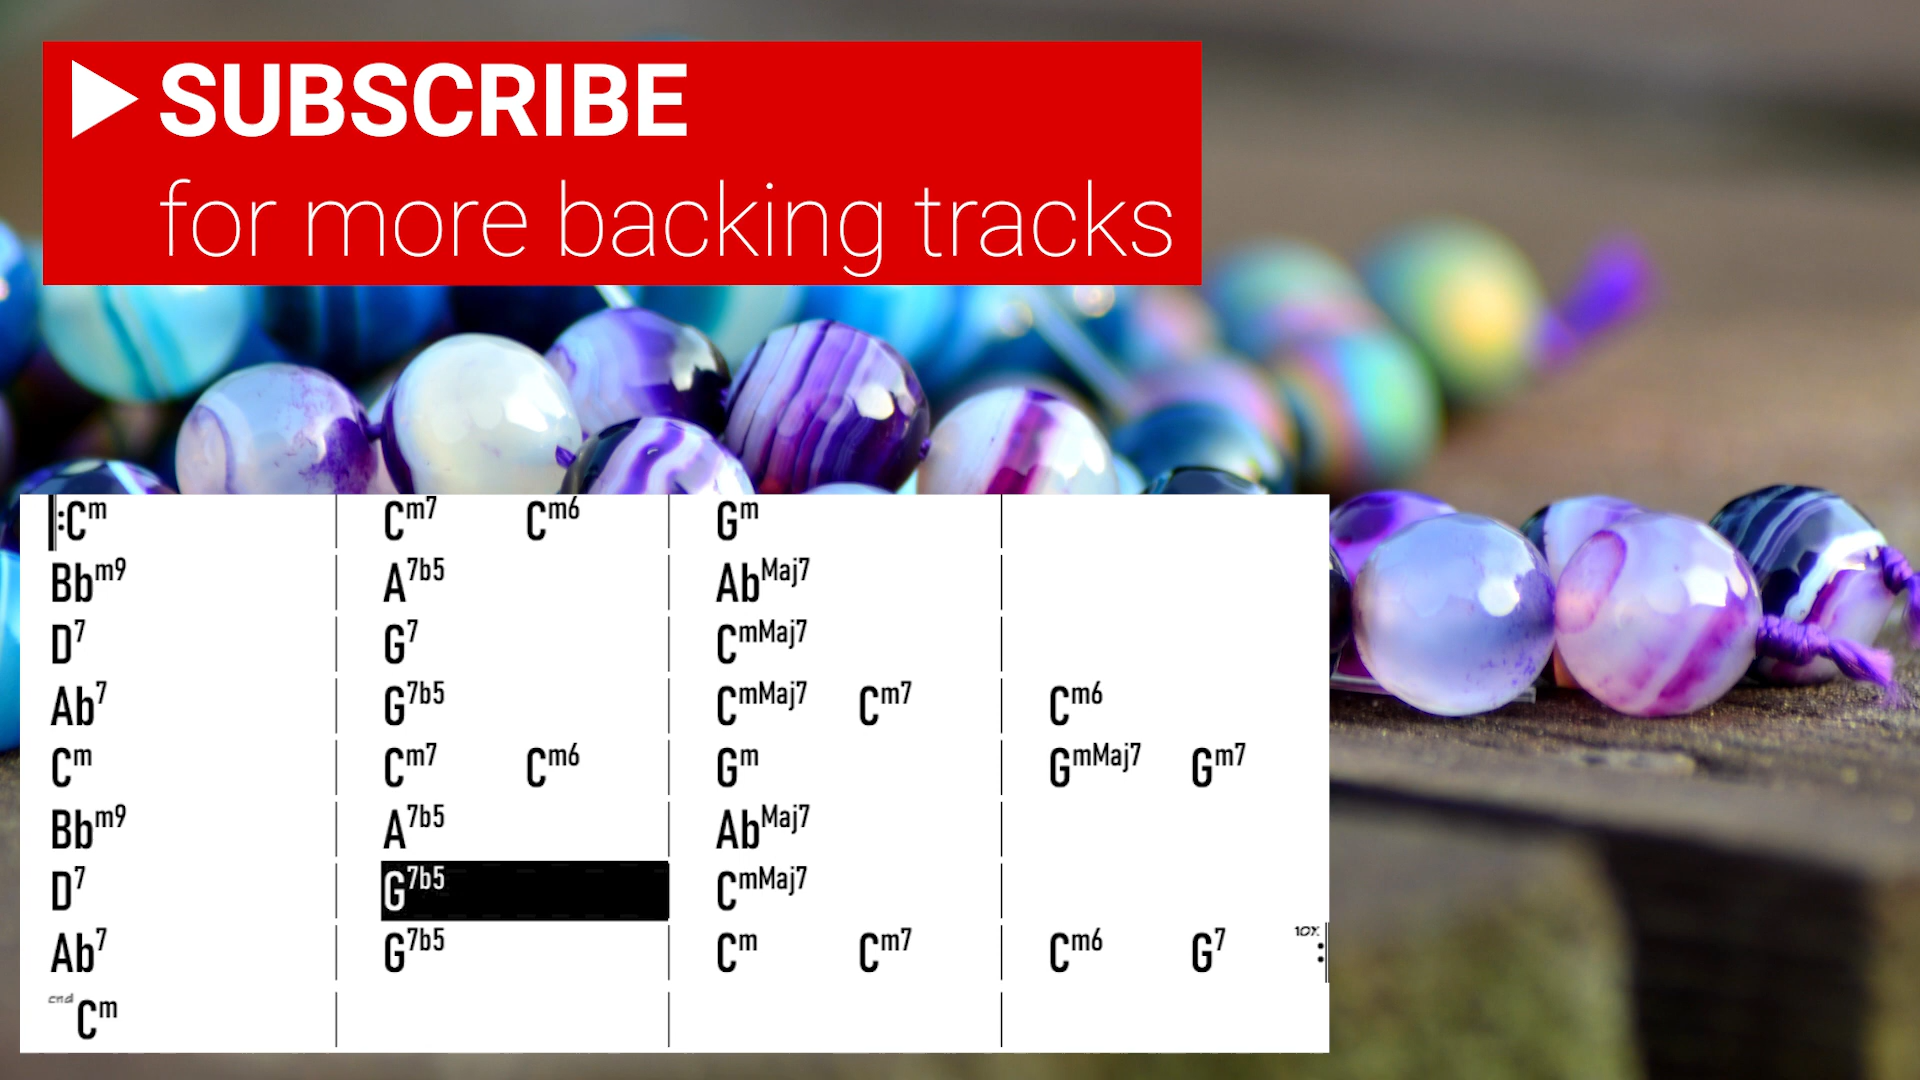 SUBSCRIBE
for more backing tracks
Cm Cm7 Cm6 Gm
Bbm9 A7b5 AbMaj7
D7 G7 CmMaj7
Ab7 G7b5 CmMaj7 Cm7 Cm6
Cm Cm7 Cm6 Gm GmMaj7 Gm7
Bbm9 A7b5 AbMaj7
D7 G7b5 CmMaj7
Ab7 G7b5 Cm Cm7 Cm6 G7 10x
end Cm